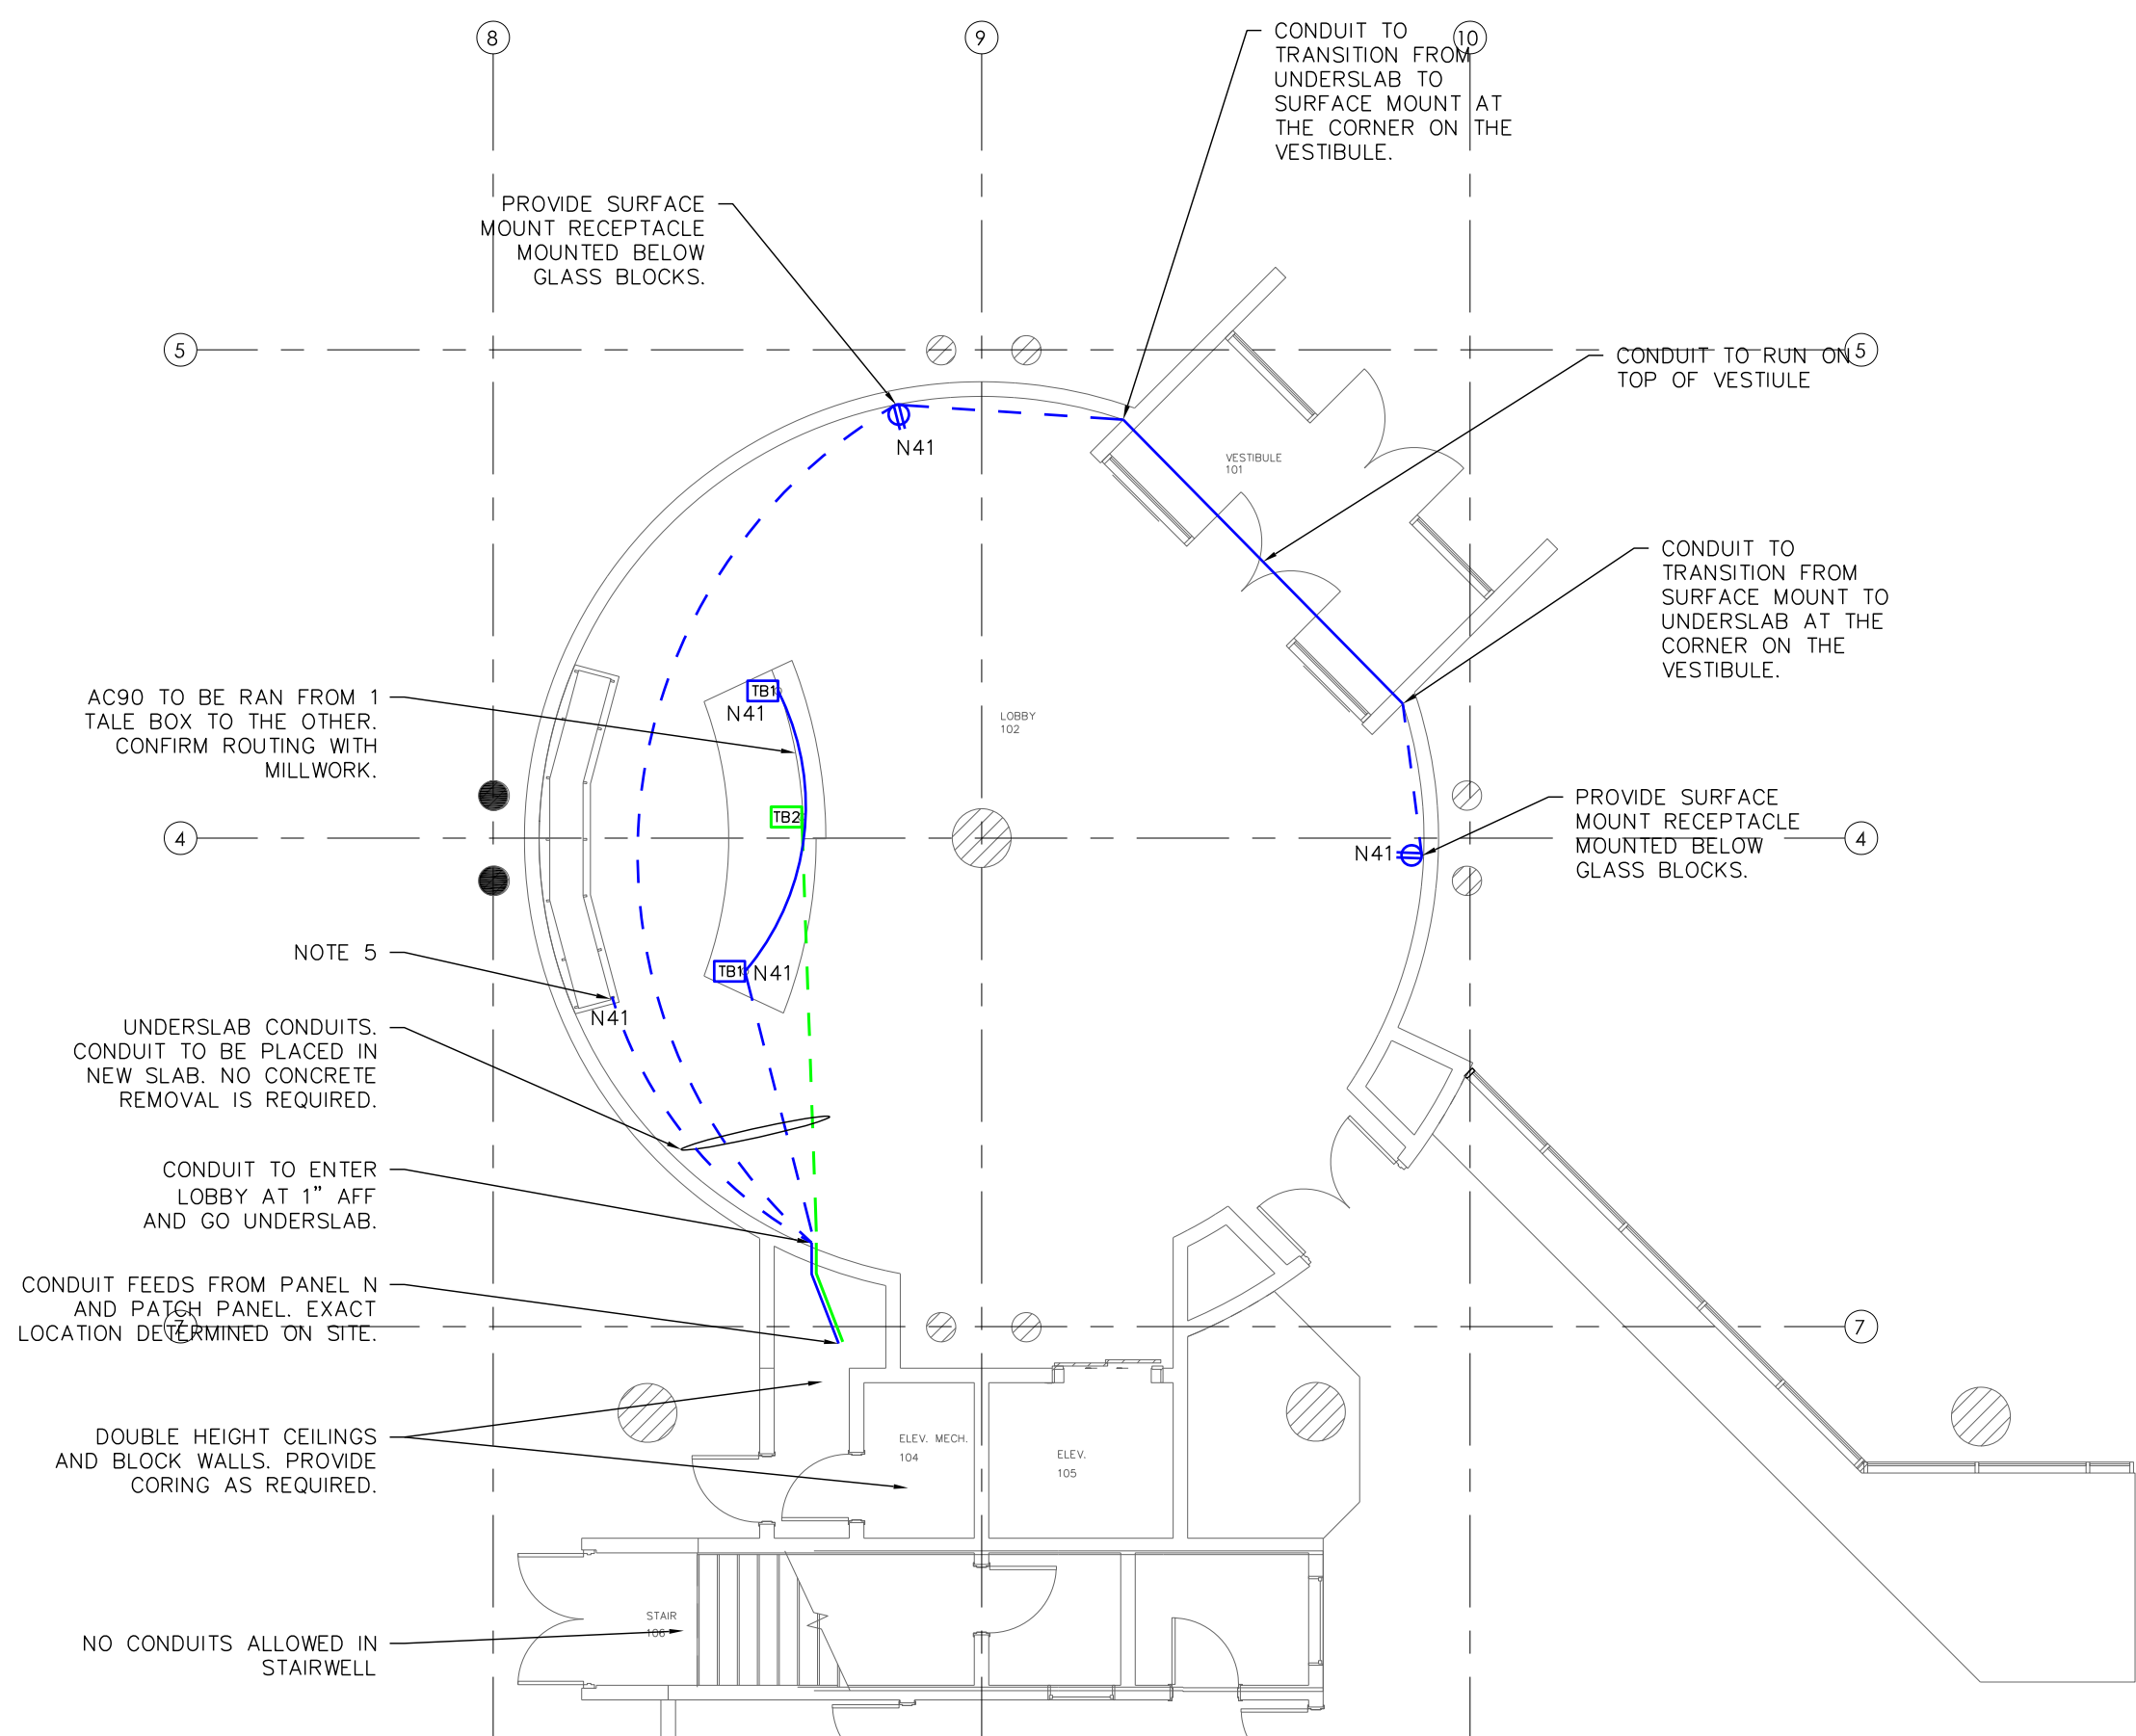 8
9
10
CONDUIT TO
TRANSITION FROM
UNDERSLAB TO
SURFACE MOUNT AT
THE CORNER ON THE
VESTIBULE.
PROVIDE SURFACE
MOUNT RECEPTACLE
MOUNTED BELOW
GLASS BLOCKS.
5
5
CONDUIT TO RUN ON
TOP OF VESTIULE
N41
VESTIBULE
101
CONDUIT TO
TRANSITION FROM
SURFACE MOUNT TO
UNDERSLAB AT THE
CORNER ON THE
VESTIBULE.
AC90 TO BE RAN FROM 1
TALE BOX TO THE OTHER.
CONFIRM ROUTING WITH
MILLWORK.
TB1
N41
LOBBY
102
TB2
4
4
PROVIDE SURFACE
MOUNT RECEPTACLE
MOUNTED BELOW
GLASS BLOCKS.
N41
NOTE 5
TB1
N41
N41
UNDERSLAB CONDUITS.
CONDUIT TO BE PLACED IN
NEW SLAB. NO CONCRETE
REMOVAL IS REQUIRED.
CONDUIT TO ENTER
LOBBY AT 1" AFF
AND GO UNDERSLAB.
CONDUIT FEEDS FROM PANEL N
AND PATCH PANEL. EXACT
LOCATION DETERMINED ON SITE.
7
7
DOUBLE HEIGHT CEILINGS
AND BLOCK WALLS. PROVIDE
CORING AS REQUIRED.
ELEV. MECH.
104
ELEV.
105
STAIR
106
NO CONDUITS ALLOWED IN
STAIRWELL